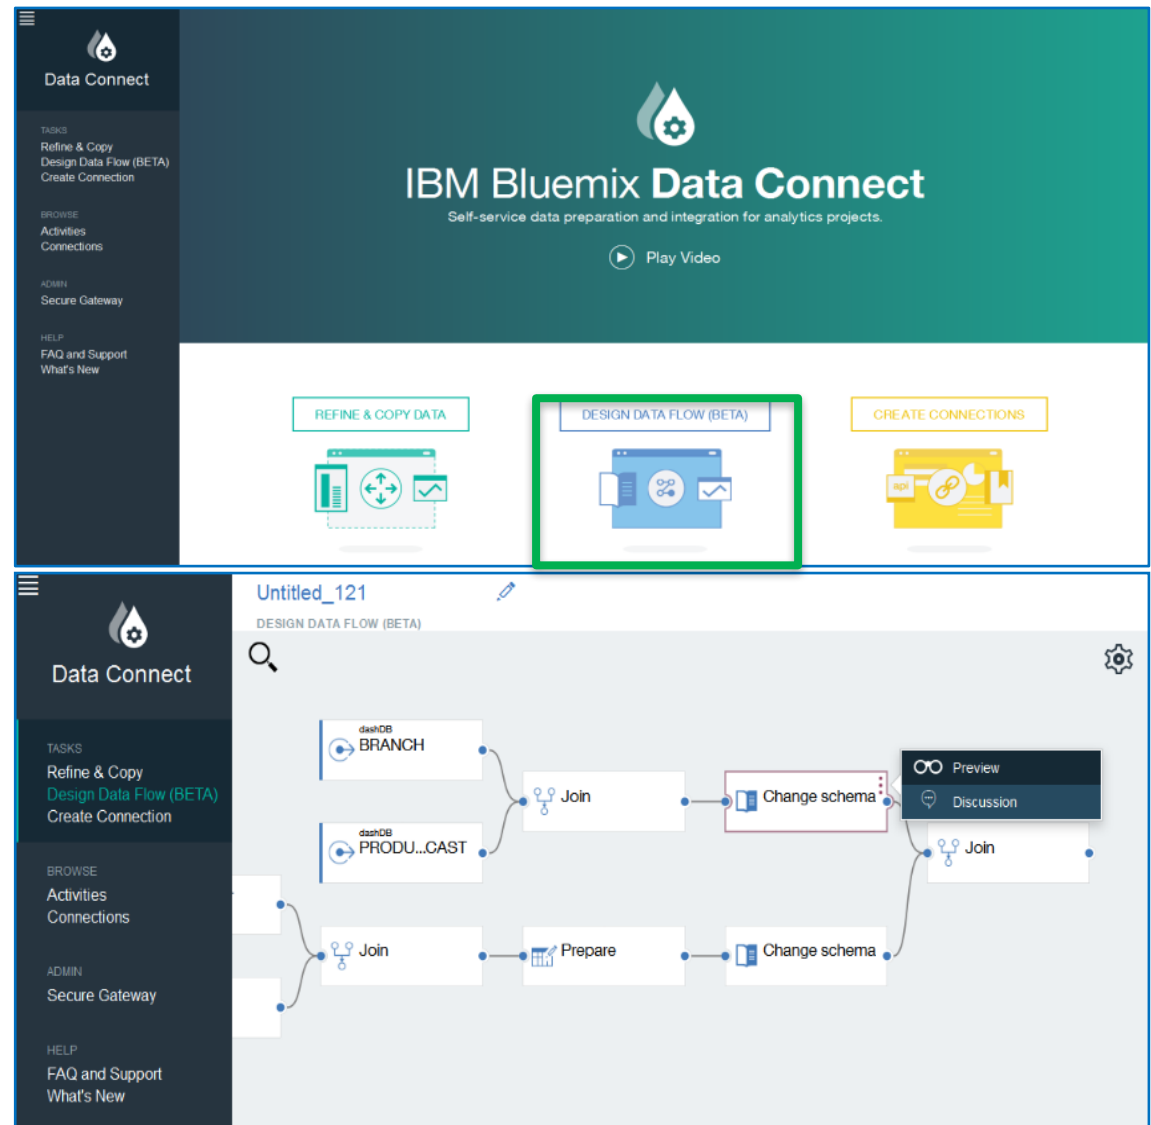 Data Connect
TASKS
Refine & Copy
Design Data Flow (BETA)
Create Connection
BROWSE
Activities
Connections
ADMIN
Secure Gateway
HELP
FAQ and Support
What's New
IBM Bluemix Data Connect
Self-service data preparation and integration for analytics projects.
Play Video
REFINE & COPY DATA
DESIGN DATA FLOW (BETA)
CREATE CONNECTIONS
api
Data Connect
TASKS
Refine & Copy
Design Data Flow (BETA)
Create Connection
BROWSE
Activities
Connections
ADMIN
Secure Gateway
HELP
FAQ and Support
What's New
Untitled_121
DESIGN DATA FLOW (BETA)
dashDB
BRANCH
Join
Change schema
Preview
Discussion
dashDB
PRODU...CAST
Join
Join
Prepare
Change schema